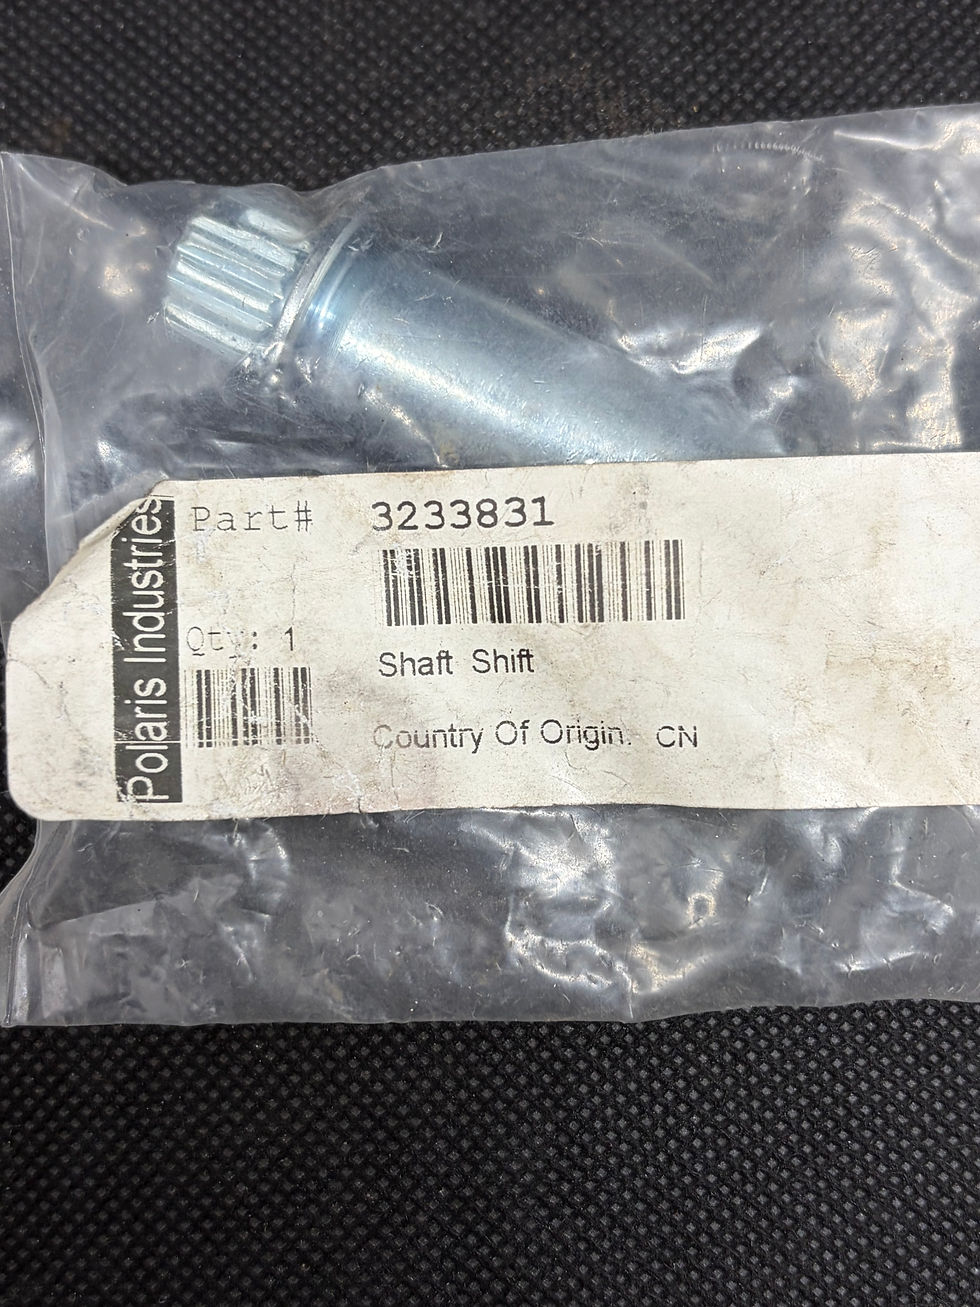 Polaris Industries
Part# 3233831
Qty: 1
Shaft Shift
Country Of Origin: CN